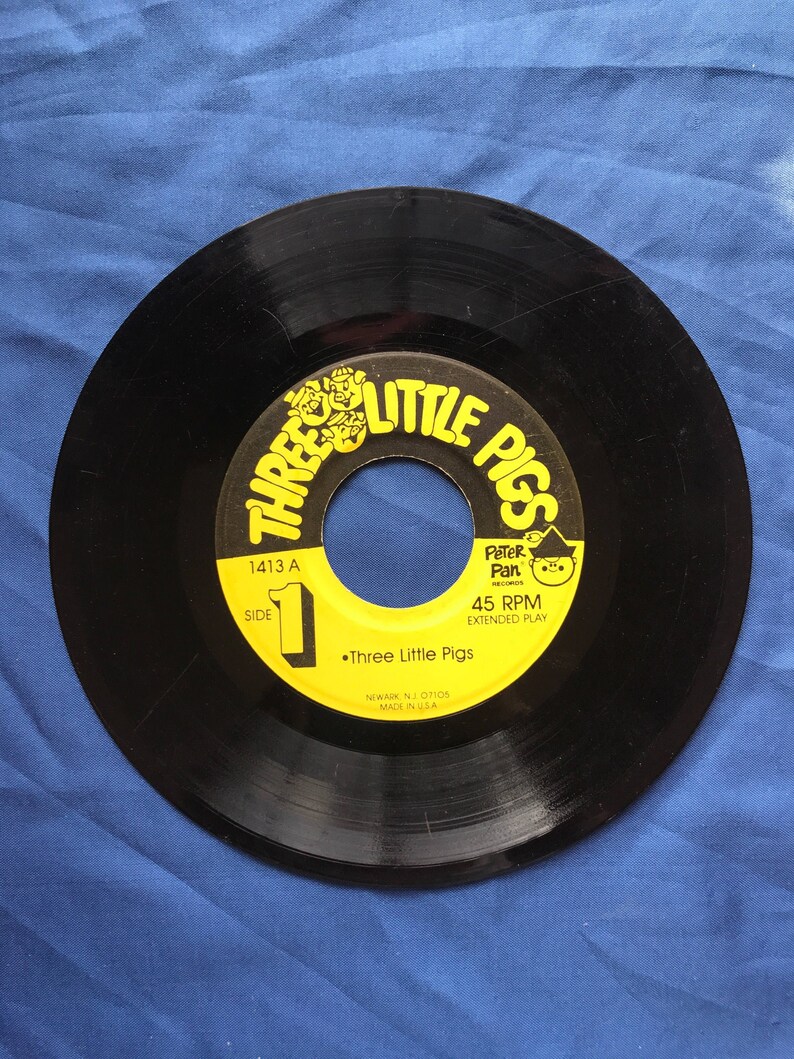 THREE LITTLE PIGS
1413 A
PETER
PAN®
RECORDS
SIDE 1
45 RPM
EXTENDED PLAY
•Three Little Pigs
NEWARK, N.J. 07105
MADE IN U.S.A